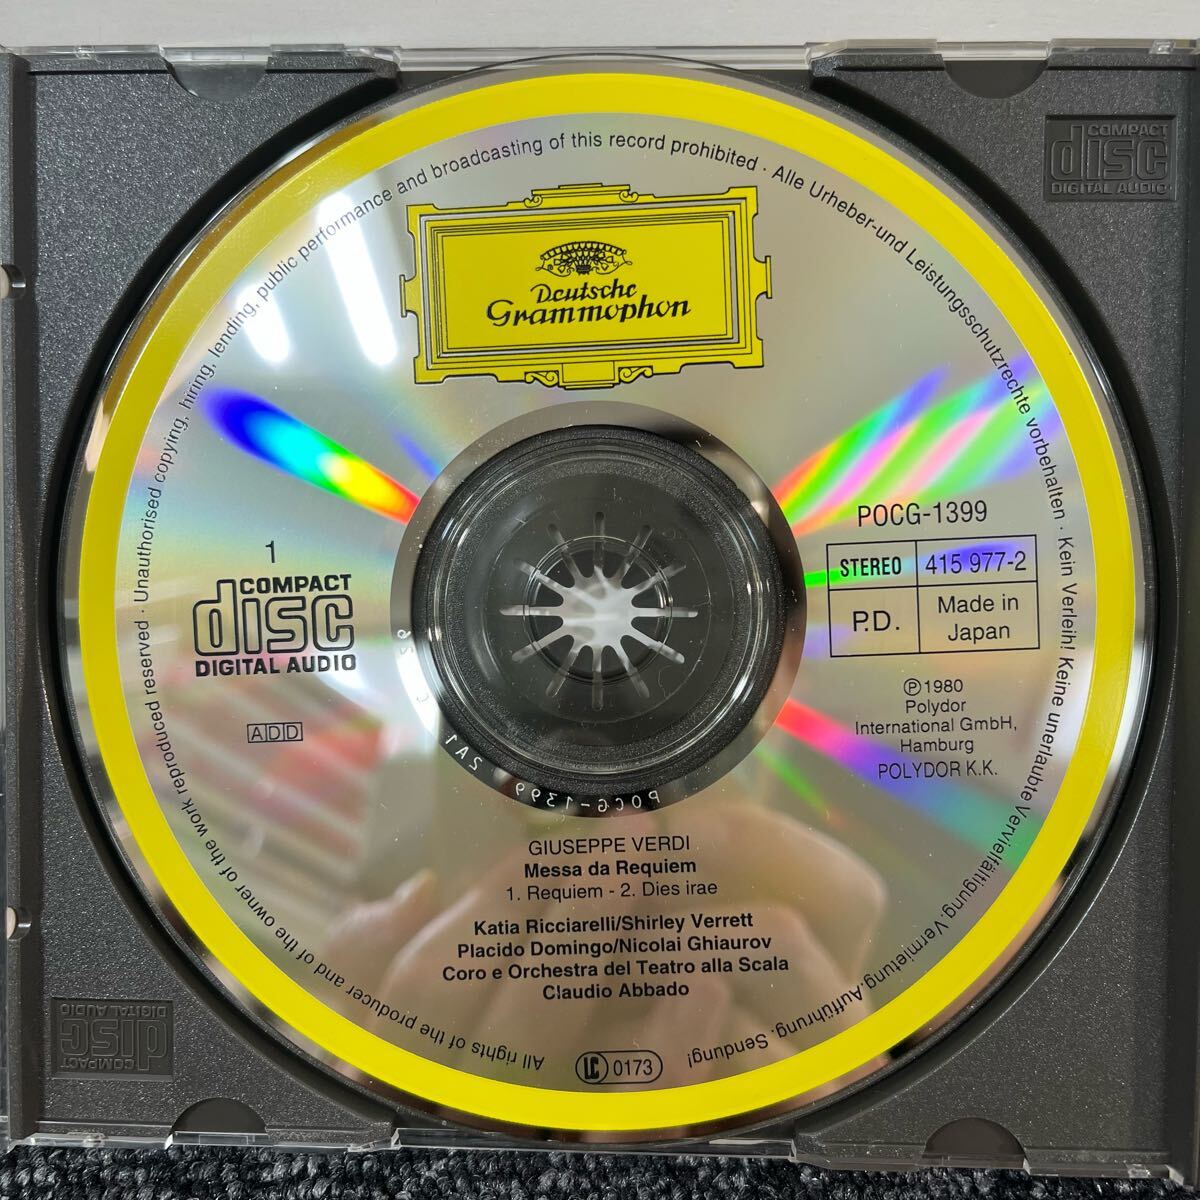 Unauthorised copying, hiring, lending, public performance and broadcasting of this record prohibited · Alle Urheber-und Leistungsschutzrechte vorbehalten · Kein Verleih! Keine unerlaubte Vervielfältigung, Vermietung, Aufführung, Sendung!
All rights of the producer and of the owner of the work reproduced reserved ·
COMPACT
disc
DIGITAL AUDIO
Deutsche
Grammophon
POCG-1399
STEREO 415 977-2
P.D. Made in
Japan
℗ 1980
Polydor
International GmbH,
Hamburg
POLYDOR K.K.
1
COMPACT
disc
DIGITAL AUDIO
ADD
POCG-1399 2A1
GIUSEPPE VERDI
Messa da Requiem
1. Requiem - 2. Dies irae
Katia Ricciarelli/Shirley Verrett
Placido Domingo/Nicolai Ghiaurov
Coro e Orchestra del Teatro alla Scala
Claudio Abbado
LC 0173
COMPACT
disc
DIGITAL AUDIO